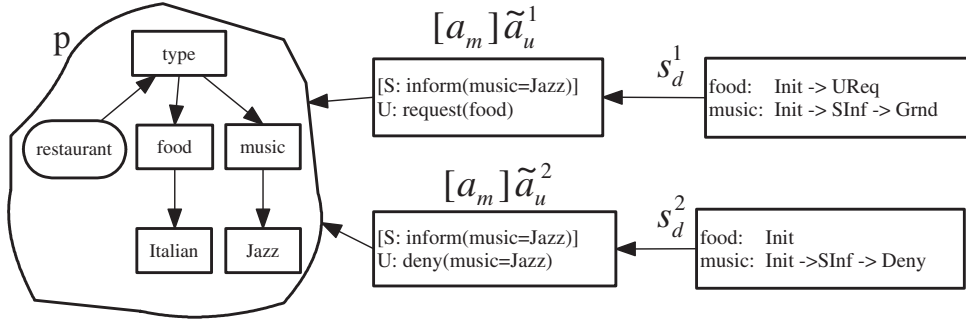 p
type
restaurant
food
music
Italian
Jazz
[a_m] ã_u^1
[S: inform(music=Jazz)]
U: request(food)
s_d^1
food: Init -> UReq
music: Init -> SInf -> Grnd
[a_m] ã_u^2
[S: inform(music=Jazz)]
U: deny(music=Jazz)
s_d^2
food: Init
music: Init ->SInf -> Deny